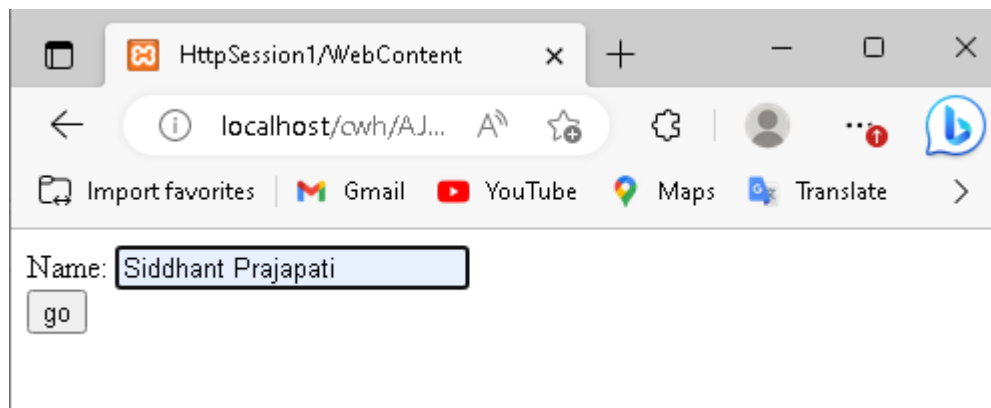 HttpSession1/WebContent
localhost/cwh/AJ...
Import favorites Gmail YouTube Maps Translate
Name: Siddhant Prajapati
go